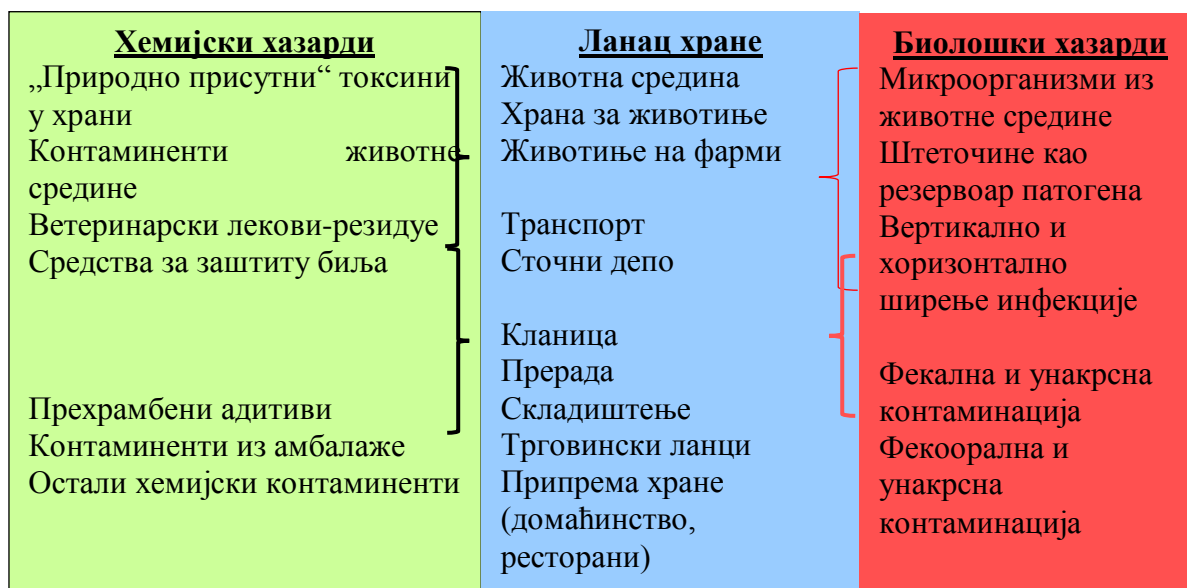 Хемијски хазарди
„Природно присутни“ токсини
у храни
Контаминенти животне
средине
Ветеринарски лекови-резидуе
Средства за заштиту биља
Прехрамбени адитиви
Контаминенти из амбалаже
Остали хемијски контаминенти
Ланац хране
Животна средина
Храна за животиње
Животиње на фарми
Транспорт
Сточни депо
Кланица
Прерада
Складиштење
Трговински ланци
Припрема хране
(домаћинство,
ресторани)
Биолошки хазарди
Микроорганизми из
животне средине
Штеточине као
резервоар патогена
Вертикално и
хоризонтално
ширење инфекције
Фекална и унакрсна
контаминација
Фекоорална и
унакрсна
контаминација